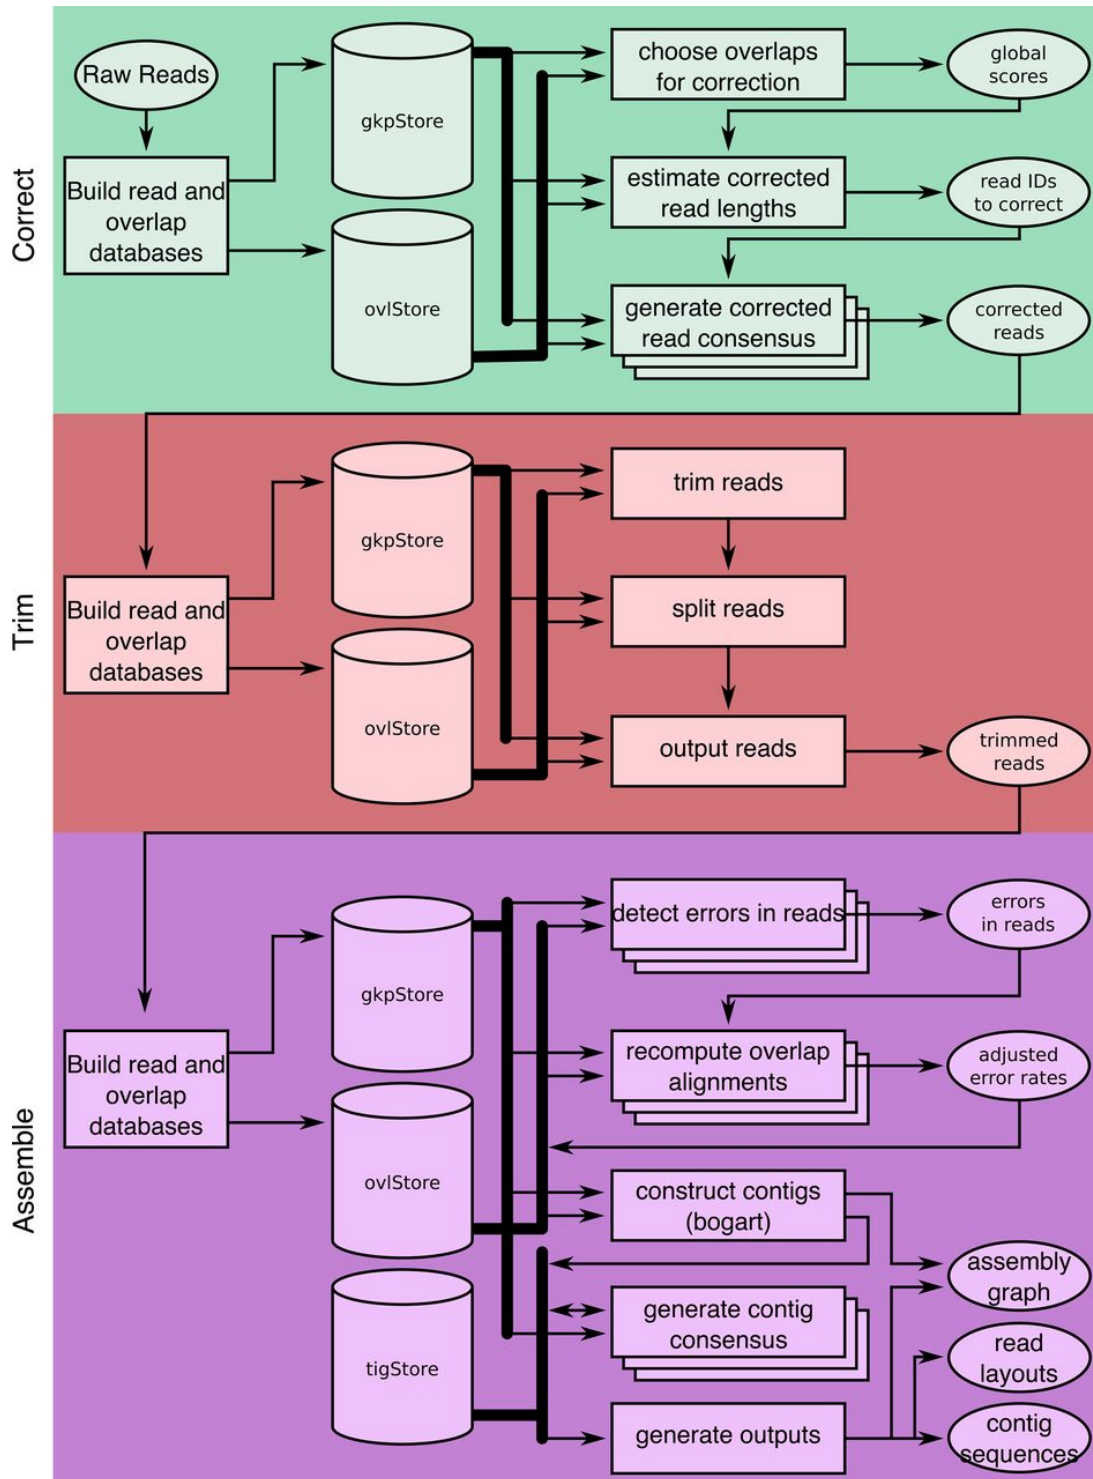 Correct
Raw Reads
Build read and
overlap
databases
gkpStore
ovlStore
choose overlaps
for correction
global
scores
estimate corrected
read lengths
read IDs
to correct
generate corrected
read consensus
corrected
reads
Trim
Build read and
overlap
databases
gkpStore
ovlStore
trim reads
split reads
output reads
trimmed
reads
Assemble
Build read and
overlap
databases
gkpStore
ovlStore
tigStore
detect errors in reads
errors
in reads
recompute overlap
alignments
adjusted
error rates
construct contigs
(bogart)
assembly
graph
generate contig
consensus
read
layouts
generate outputs
contig
sequences